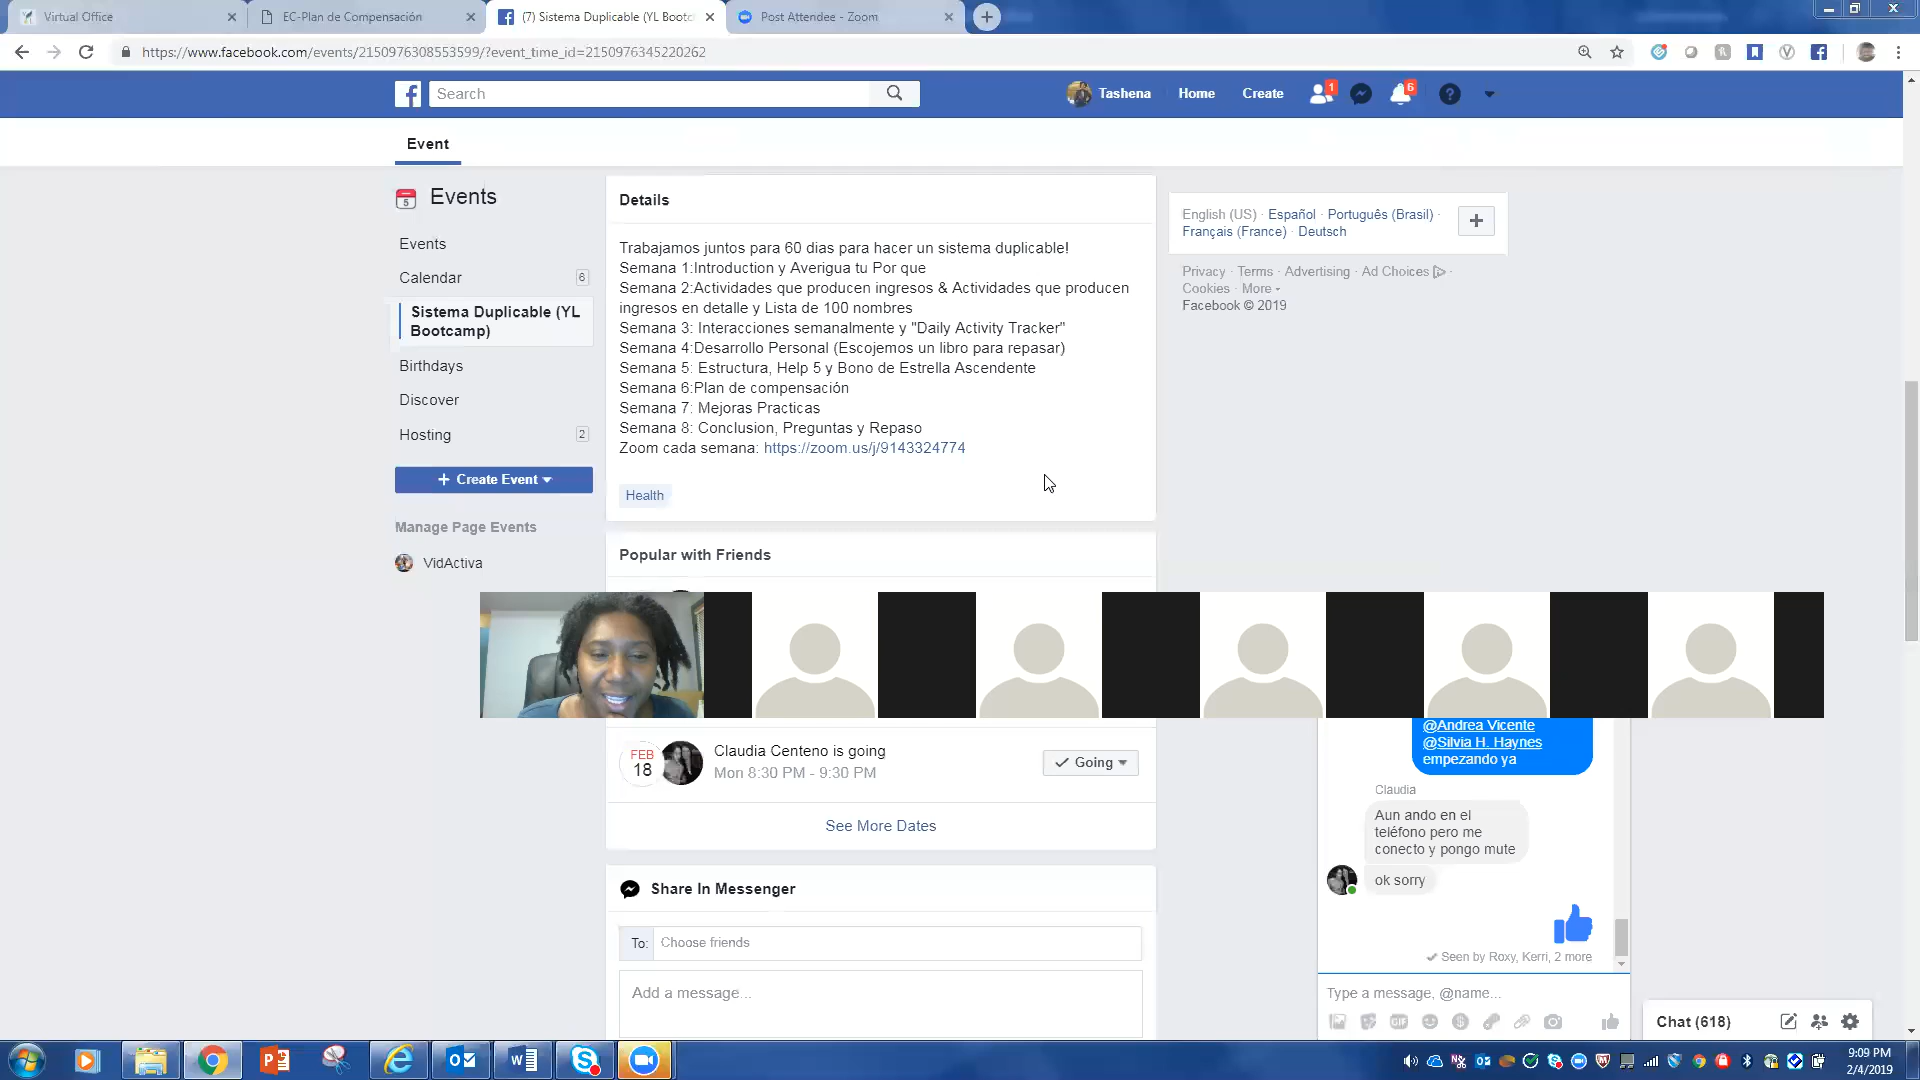 Virtual Office
EC-Plan de Compensación
(7) Sistema Duplicable (YL Bootc
Post Attendee - Zoom
https://www.facebook.com/events/2150976308553599/?event_time_id=2150976345220262
Search
Tashena
Home
Create
1
6
Event
5
Events
Events
Calendar
6
Sistema Duplicable (YL
Bootcamp)
Birthdays
Discover
Hosting
2
+ Create Event
Manage Page Events
VidActiva
Details
Trabajamos juntos para 60 dias para hacer un sistema duplicable!
Semana 1:Introduction y Averigua tu Por que
Semana 2:Actividades que producen ingresos & Actividades que producen
ingresos en detalle y Lista de 100 nombres
Semana 3: Interacciones semanalmente y "Daily Activity Tracker"
Semana 4:Desarrollo Personal (Escojemos un libro para repasar)
Semana 5: Estructura, Help 5 y Bono de Estrella Ascendente
Semana 6:Plan de compensación
Semana 7: Mejoras Practicas
Semana 8: Conclusion, Preguntas y Repaso
Zoom cada semana: https://zoom.us/j/9143324774
Health
Popular with Friends
FEB
18
Claudia Centeno is going
Mon 8:30 PM - 9:30 PM
Going
See More Dates
Share In Messenger
To:
Choose friends
Add a message...
English (US) · Español · Português (Brasil) ·
Français (France) · Deutsch
Privacy · Terms · Advertising · Ad Choices ·
Cookies · More
Facebook © 2019
@Andrea Vicente
@Silvia H. Haynes
empezando ya
Claudia
Aun ando en el
teléfono pero me
conecto y pongo mute
ok sorry
Seen by Roxy, Kerri, 2 more
Type a message, @name...
GIF
Chat (618)
9:09 PM
2/4/2019